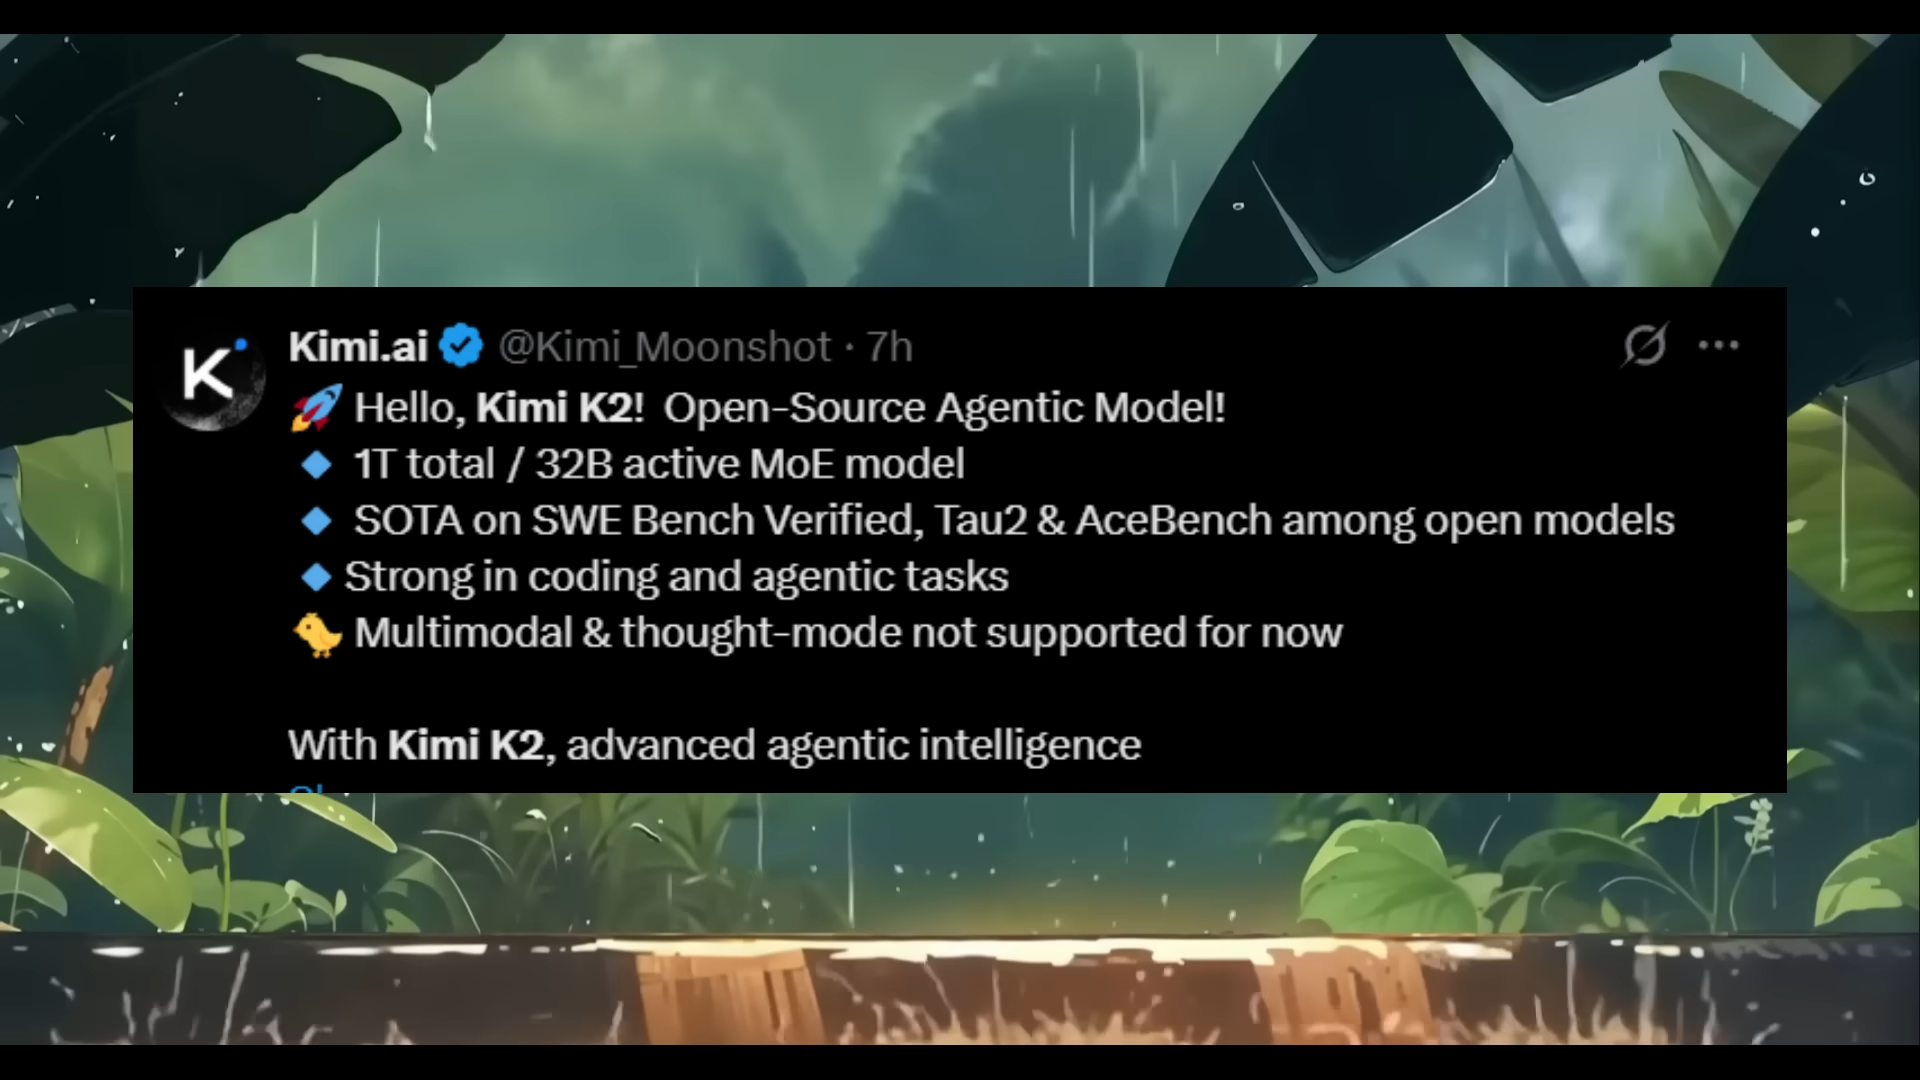 Kimi.ai @Kimi_Moonshot · 7h
🚀 Hello, Kimi K2! Open-Source Agentic Model!
🔹 1T total / 32B active MoE model
🔹 SOTA on SWE Bench Verified, Tau2 & AceBench among open models
🔹Strong in coding and agentic tasks
🐤 Multimodal & thought-mode not supported for now
With Kimi K2, advanced agentic intelligence